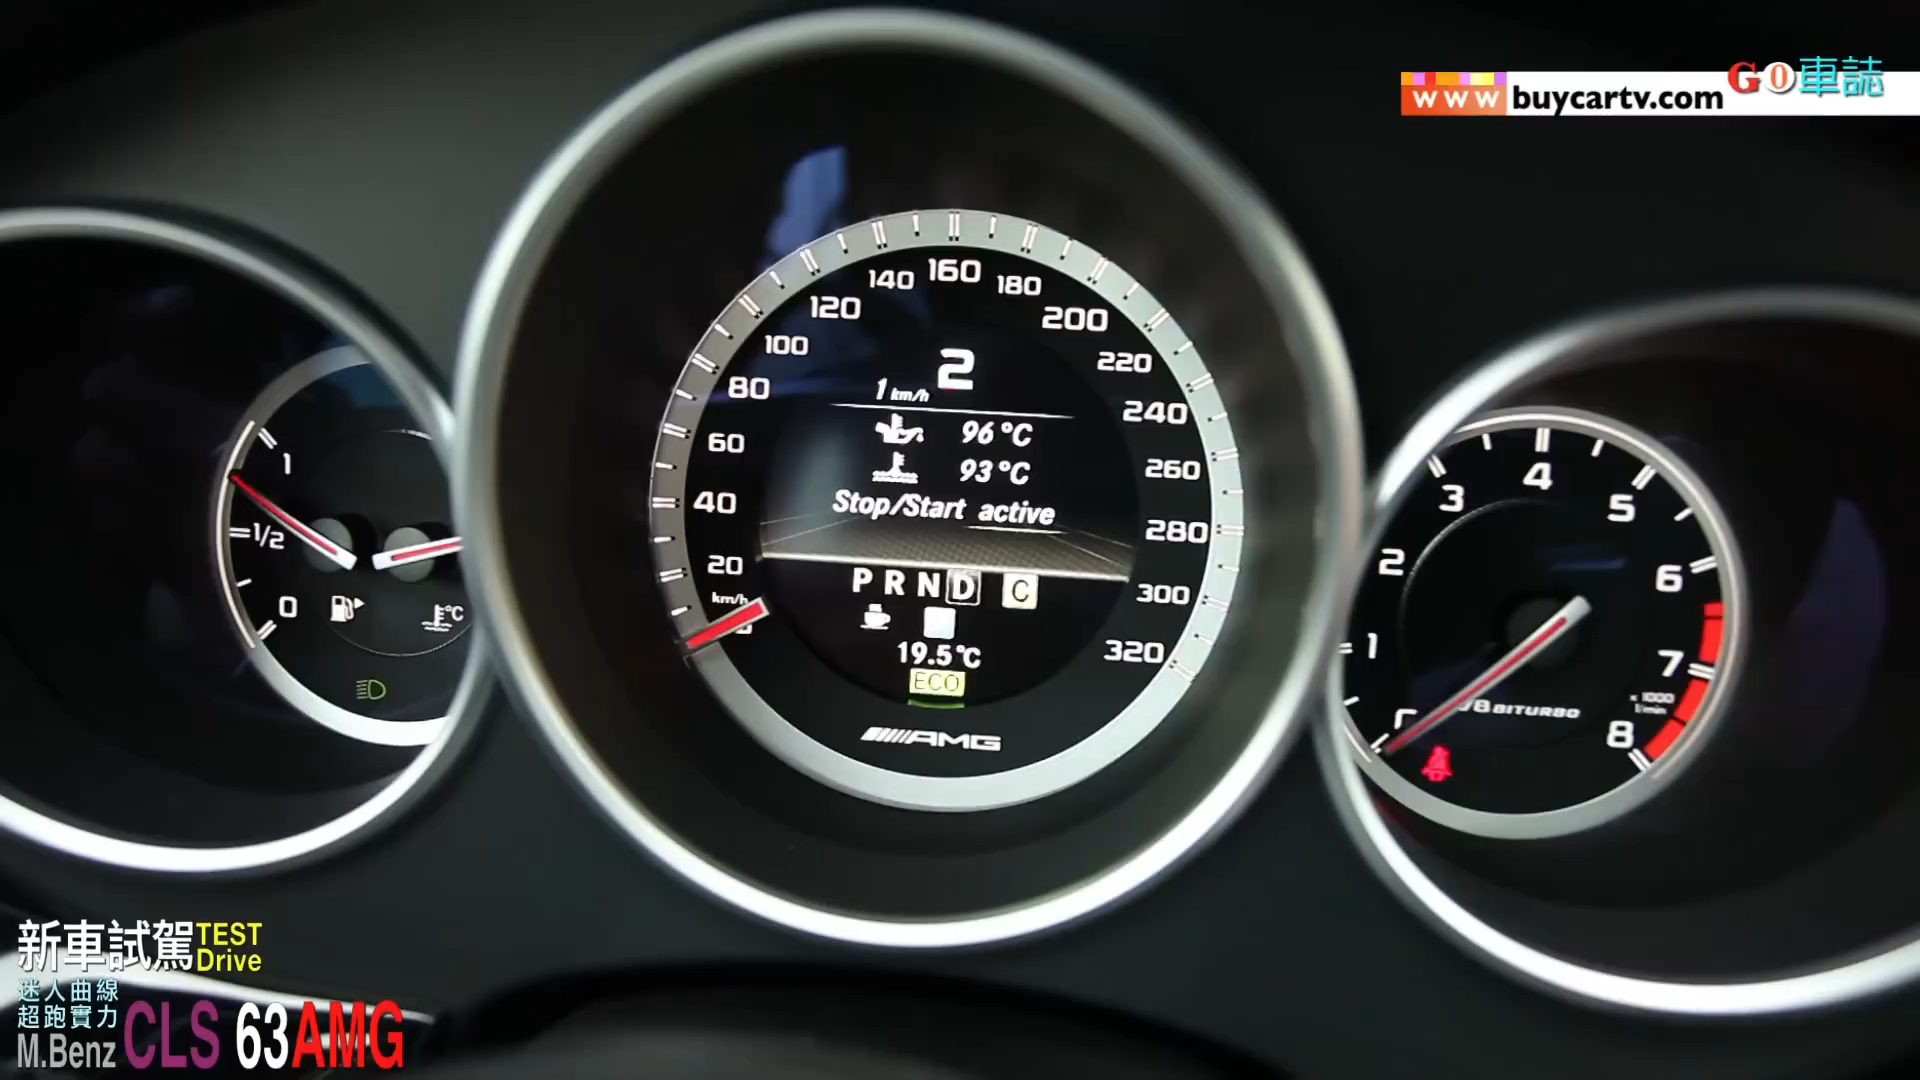 www buycartv.com
GO車誌
160
140
180
120
200
100
220
80
240
60
260
40
280
20
300
km/h
320
2
1 km/h
96°C
93°C
Stop/Start active
P R N D C
19.5°C
ECO
AMG
1
1/2
0
°C
1
2
3
4
5
6
7
8
x 1000
1/min
V8 BITURBO
新車試駕 TEST
Drive
迷人曲線
超跑實力
M.Benz CLS 63 AMG